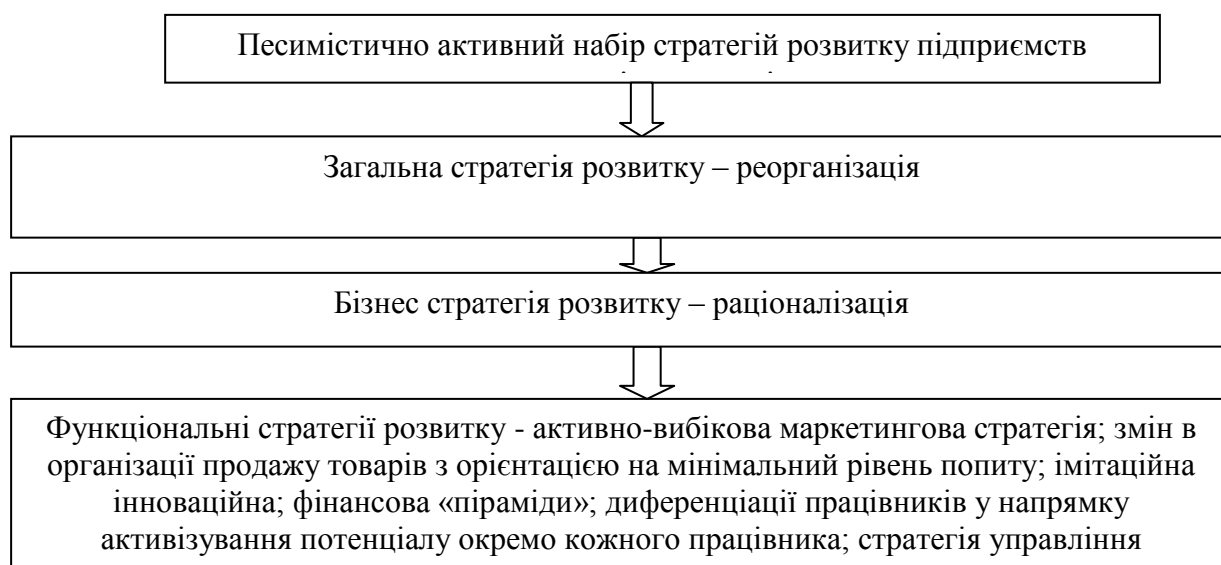 Песимістично активний набір стратегій розвитку підприємств
Загальна стратегія розвитку – реорганізація
Бізнес стратегія розвитку – раціоналізація
Функціональні стратегії розвитку - активно-вибікова маркетингова стратегія; змін в
організації продажу товарів з орієнтацією на мінімальний рівень попиту; імітаційна
інноваційна; фінансова «піраміди»; диференціації працівників у напрямку
активізування потенціалу окремо кожного працівника; стратегія управління